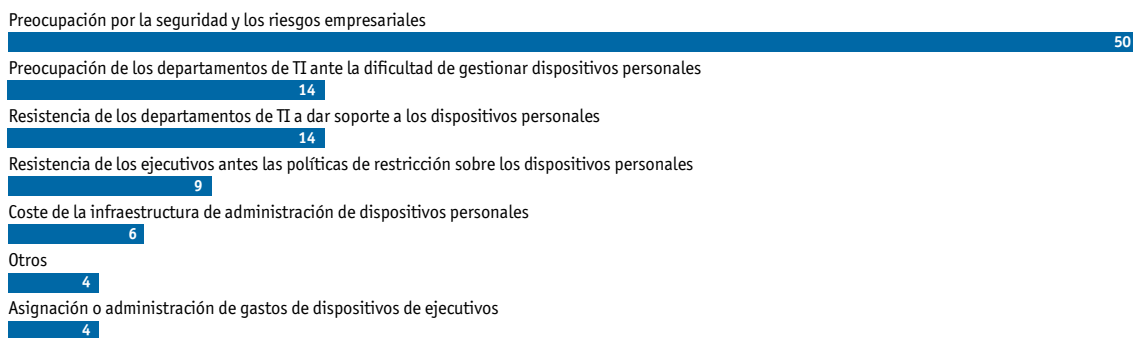 Preocupación por la seguridad y los riesgos empresariales
50
Preocupación de los departamentos de TI ante la dificultad de gestionar dispositivos personales
14
Resistencia de los departamentos de TI a dar soporte a los dispositivos personales
14
Resistencia de los ejecutivos antes las políticas de restricción sobre los dispositivos personales
9
Coste de la infraestructura de administración de dispositivos personales
6
Otros
4
Asignación o administración de gastos de dispositivos de ejecutivos
4